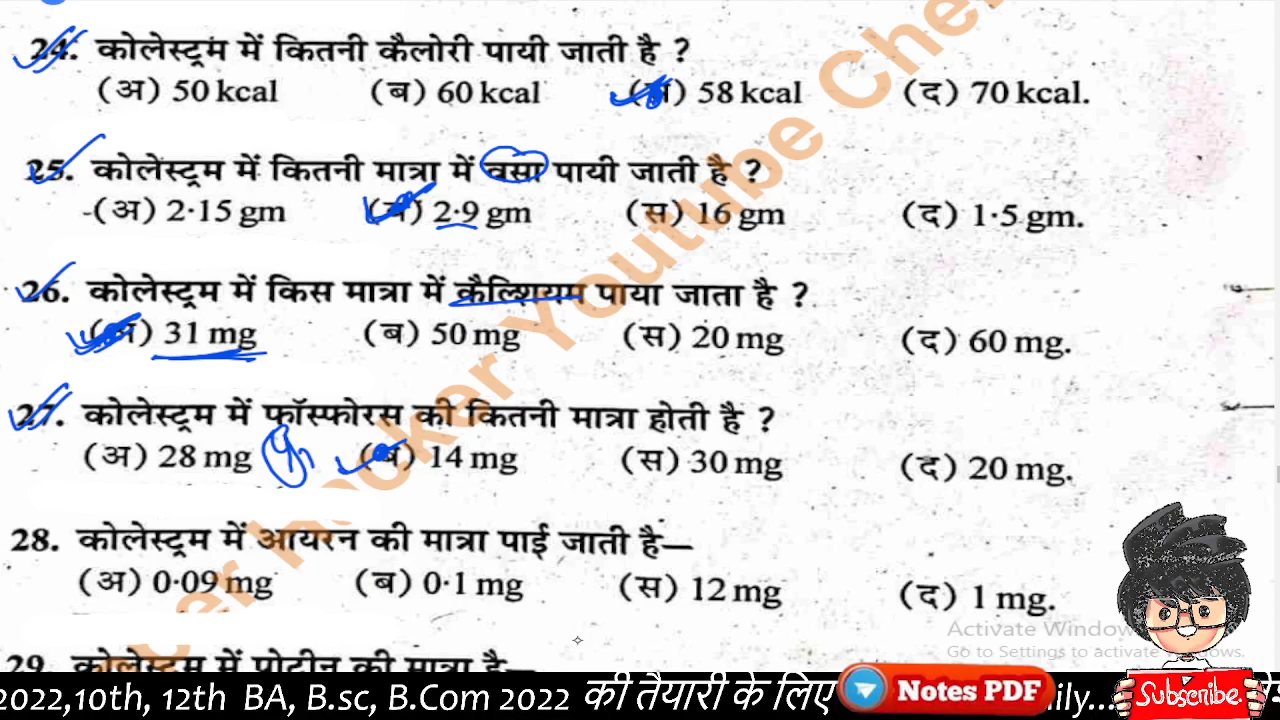 24. कोलेस्ट्रम में कितनी कैलोरी पायी जाती है ?
(अ) 50 kcal (ब) 60 kcal (स) 58 kcal (द) 70 kcal.
25. कोलेस्ट्रम में कितनी मात्रा में वसा पायी जाती है ?
-(अ) 2·15 gm (ब) 2·9 gm (स) 16 gm (द) 1·5 gm.
26. कोलेस्ट्रम में किस मात्रा में कैल्शियम पाया जाता है ?
(अ) 31 mg (ब) 50 mg (स) 20 mg (द) 60 mg.
27. कोलेस्ट्रम में फॉस्फोरस की कितनी मात्रा होती है ?
(अ) 28 mg (ब) 14 mg (स) 30 mg (द) 20 mg.
28. कोलेस्ट्रम में आयरन की मात्रा पाई जाती है—
(अ) 0·09 mg (ब) 0·1 mg (स) 12 mg (द) 1 mg.
29. कोलेस्ट्रम में प्रोटीन की मात्रा है—
Youtube
Activate Windows
Go to Settings to activate Windows.
2022,10th, 12th BA, B.sc, B.Com 2022 की तैयारी के लिए Notes PDF ily... Subscribe